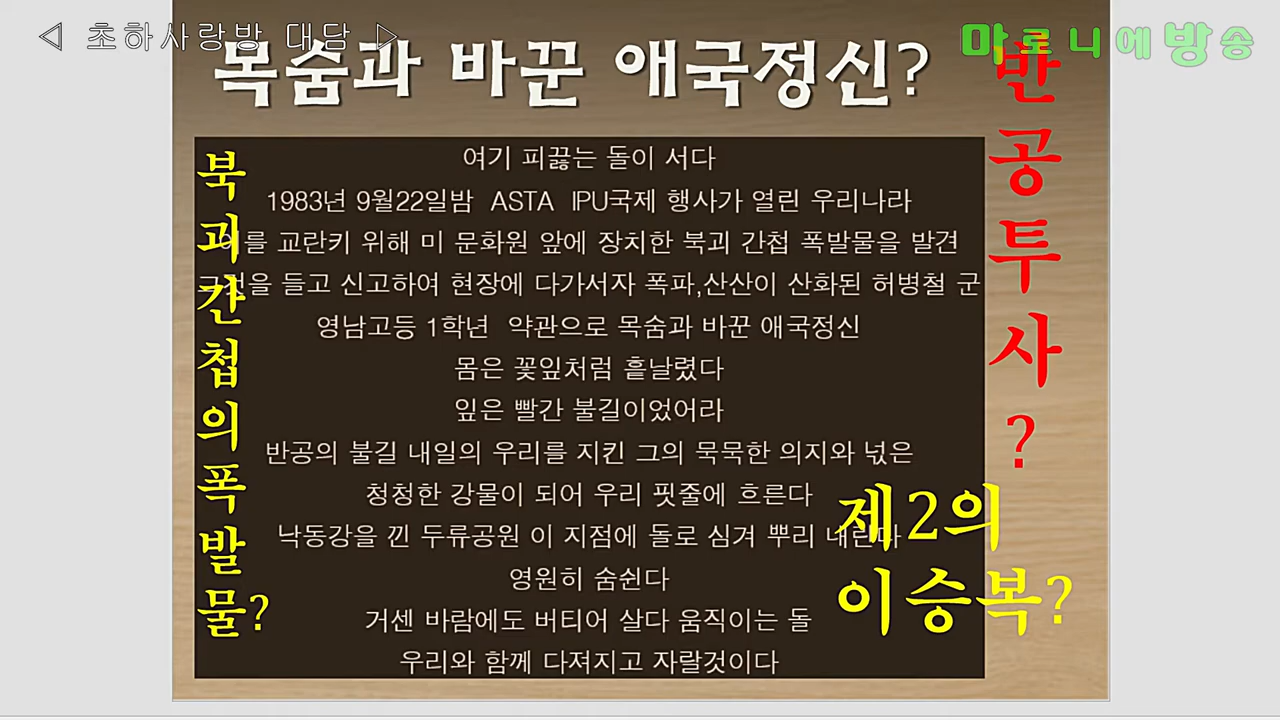 ◁ 초하사랑방 대담 ▷
마로니에방송
목숨과 바꾼 애국정신?
반공투사?
북괴간첩의폭발물?
여기 피끓는 돌이 서다
1983년 9월22일밤 ASTA IPU국제 행사가 열린 우리나라
교란키 위해 미 문화원 앞에 장치한 북괴 간첩 폭발물을 발견
들고 신고하여 현장에 다가서자 폭파,산산이 산화된 허병철 군
영남고등 1학년 약관으로 목숨과 바꾼 애국정신
몸은 꽃잎처럼 흩날렸다
잎은 빨간 불길이었어라
반공의 불길 내일의 우리를 지킨 그의 묵묵한 의지와 넋은
청청한 강물이 되어 우리 핏줄에 흐른다
낙동강을 낀 두류공원 이 지점에 돌로 심겨 뿌리
영원히 숨쉰다
거센 바람에도 버티어 살다 움직이는 돌
우리와 함께 다져지고 자랄것이다
제2의
이승복?